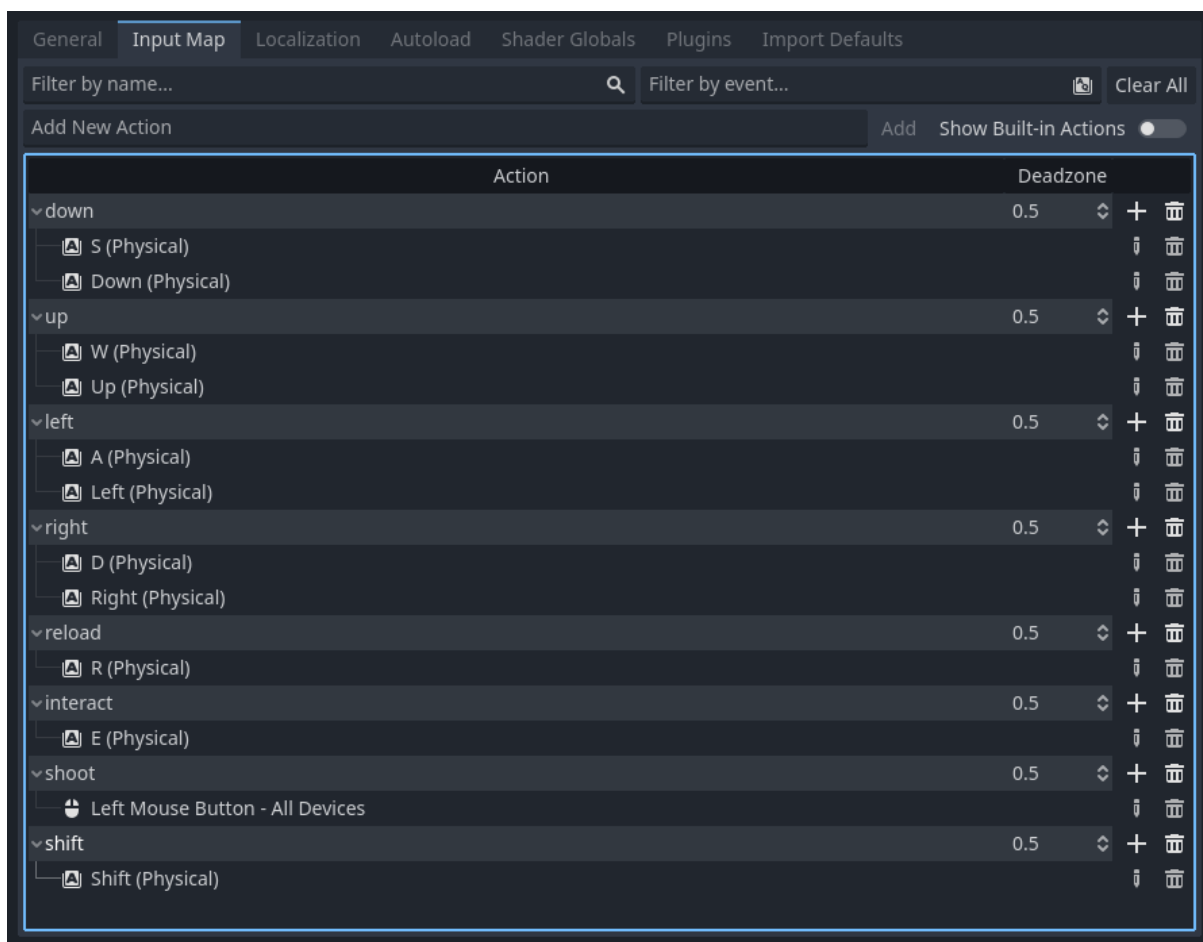 General Input Map Localization Autoload Shader Globals Plugins Import Defaults
Filter by name... Filter by event... Clear All
Add New Action Add Show Built-in Actions
Action Deadzone
down 0.5
S (Physical)
Down (Physical)
up 0.5
W (Physical)
Up (Physical)
left 0.5
A (Physical)
Left (Physical)
right 0.5
D (Physical)
Right (Physical)
reload 0.5
R (Physical)
interact 0.5
E (Physical)
shoot 0.5
Left Mouse Button - All Devices
shift 0.5
Shift (Physical)